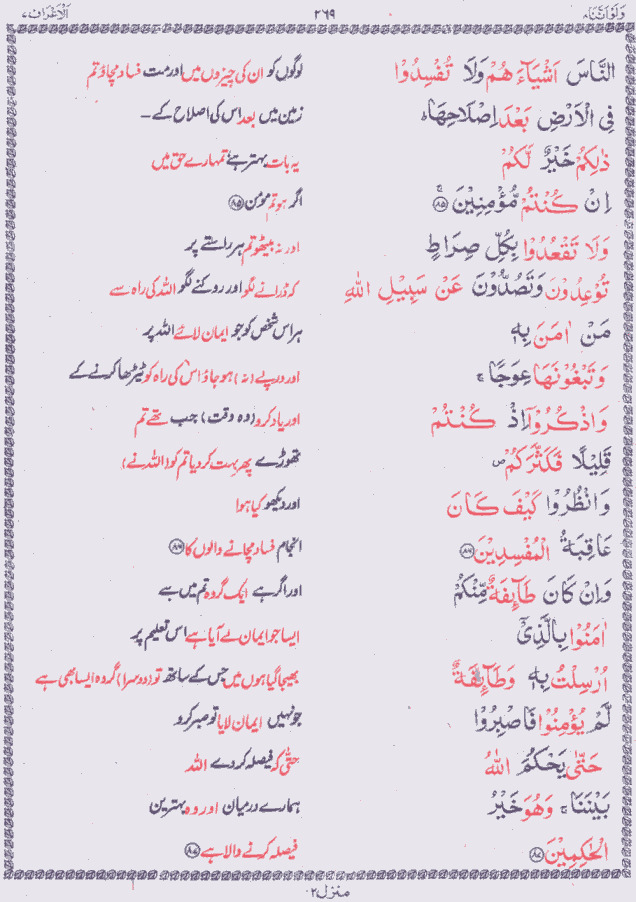 وَلَوْ اَنَّنَا ۸ ۲۶۹ اَلْاَعْرَاف ۷
النَّاسَ اَشْيَآءَهُمْ وَلَا تُفْسِدُوْا لوگوں کو ان کی چیزوں میں اور مت فساد مچاؤ تم
فِي الْاَرْضِ بَعْدَ اِصْلَاحِهَا ؕ زمین میں بعد اس کی اصلاح کے۔
ذٰلِكُمْ خَيْرٌ لَّكُمْ یہ بات بہتر ہے تمہارے حق میں
اِنْ كُنْتُمْ مُّؤْمِنِيْنَ ۚ ۸۵ اگر ہو تم مومن ۸۵
وَلَا تَقْعُدُوْا بِكُلِّ صِرَاطٍ اور نہ بیٹھو تم ہر راستے پر
تُوْعِدُوْنَ وَتَصُدُّوْنَ عَنْ سَبِيْلِ اللّٰهِ کہ ڈرانے لگو اور روکنے لگو اللہ کی راہ سے
مَنْ اٰمَنَ بِهٖ ہر اس شخص کو جو ایمان لائے اللہ پر
وَتَبْغُوْنَهَا عِوَجًا ۚ اور درپے (نہ) ہو جاؤ اس کی راہ کو ٹیڑھا کرنے کے
وَاذْكُرُوْٓا اِذْ كُنْتُمْ اور یاد کرو (وہ وقت) جب تھے تم
قَلِيْلًا فَكَثَّرَكُمْ ۪ تھوڑے پھر بہت کر دیا تم کو (اللہ نے)
وَانْظُرُوْا كَيْفَ كَانَ اور دیکھو کیا ہوا
عَاقِبَةُ الْمُفْسِدِيْنَ ۸۶ انجام فساد مچانے والوں کا ۸۶
وَاِنْ كَانَ طَآئِفَةٌ مِّنْكُمْ اور اگر ہے ایک گروہ تم میں سے
اٰمَنُوْا بِالَّذِيْٓ ایسا جو ایمان لے آیا ہے اس تعلیم پر
اُرْسِلْتُ بِهٖ وَطَآئِفَةٌ بھیجا گیا ہوں میں جس کے ساتھ تو (دوسرا) گروہ ایسا بھی ہے
لَّمْ يُؤْمِنُوْا فَاصْبِرُوْا جو نہیں ایمان لایا تو صبر کرو
حَتّٰى يَحْكُمَ اللّٰهُ حتّٰی کہ فیصلہ کر دے اللہ
بَيْنَنَا ۚ وَهُوَ خَيْرُ ہمارے درمیان اور وہ بہترین
الْحٰكِمِيْنَ ۸۷ فیصلہ کرنے والا ہے ۸۷
منزل ۲